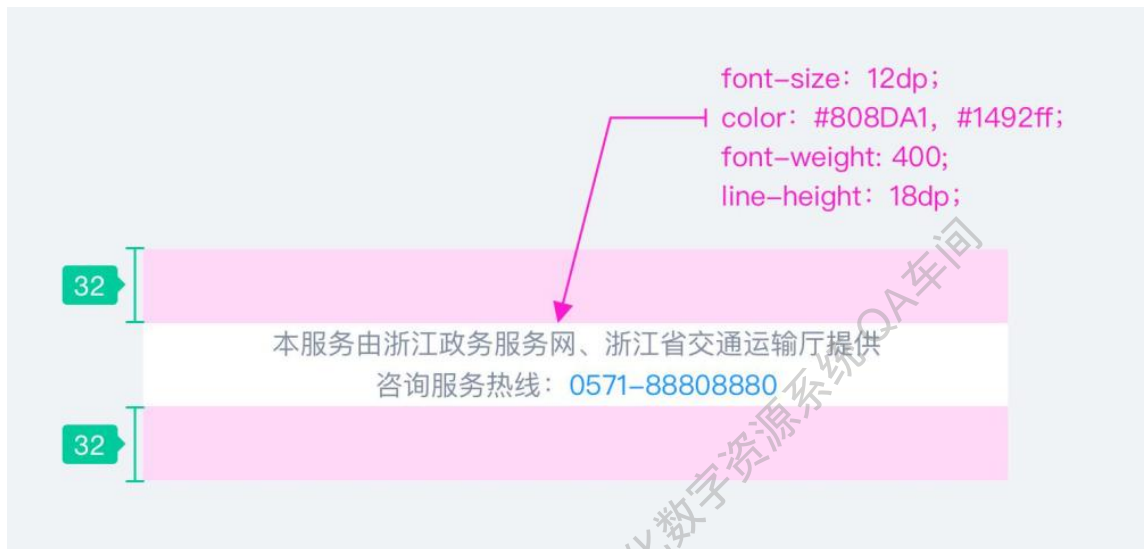 font-size：12dp;
color：#808DA1，#1492ff;
font-weight: 400;
line-height：18dp;
32
本服务由浙江政务服务网、浙江省交通运输厅提供
咨询服务热线：0571-88808880
32
化数字资源系统QA车间